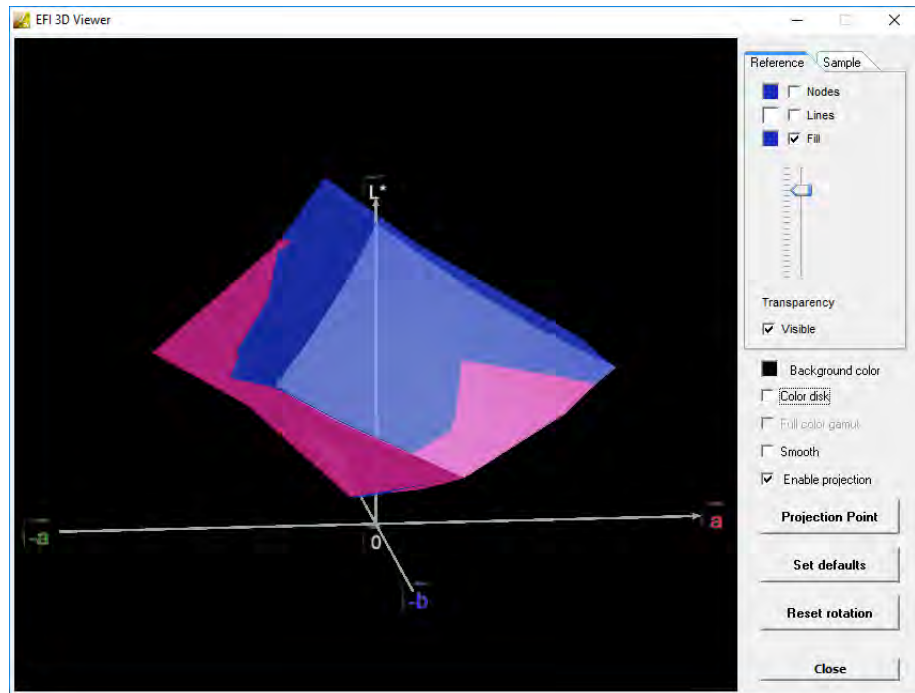 EFI 3D Viewer
Reference Sample
Nodes
Lines
Fill
Transparency
Visible
Background color
Color disk
Full color gamut
Smooth
Enable projection
Projection Point
Set defaults
Reset rotation
Close
L*
-a
a
0
-b